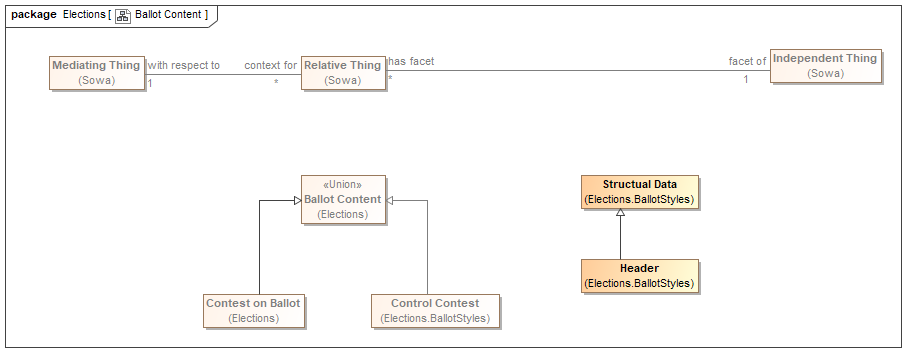 package Elections [ Ballot Content ]
Mediating Thing
(Sowa)
with respect to
1
context for
*
Relative Thing
(Sowa)
has facet
*
facet of
1
Independent Thing
(Sowa)
«Union»
Ballot Content
(Elections)
Structual Data
(Elections.BallotStyles)
Header
(Elections.BallotStyles)
Contest on Ballot
(Elections)
Control Contest
(Elections.BallotStyles)